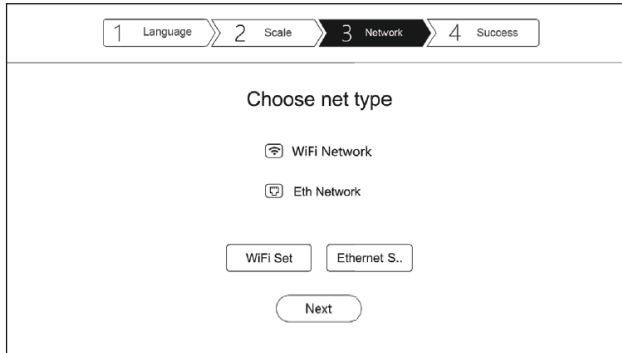 1 Language 2 Scale 3 Network 4 Success
Choose net type
WiFi Network
Eth Network
WiFi Set Ethernet S..
Next